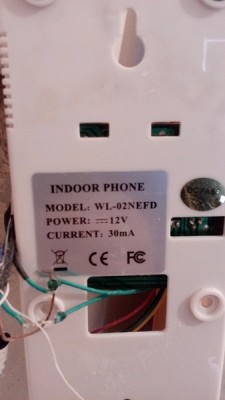 INDOOR PHONE
MODEL: WL-02NEFD
POWER: ⎓12V
CURRENT: 30mA
CE FC